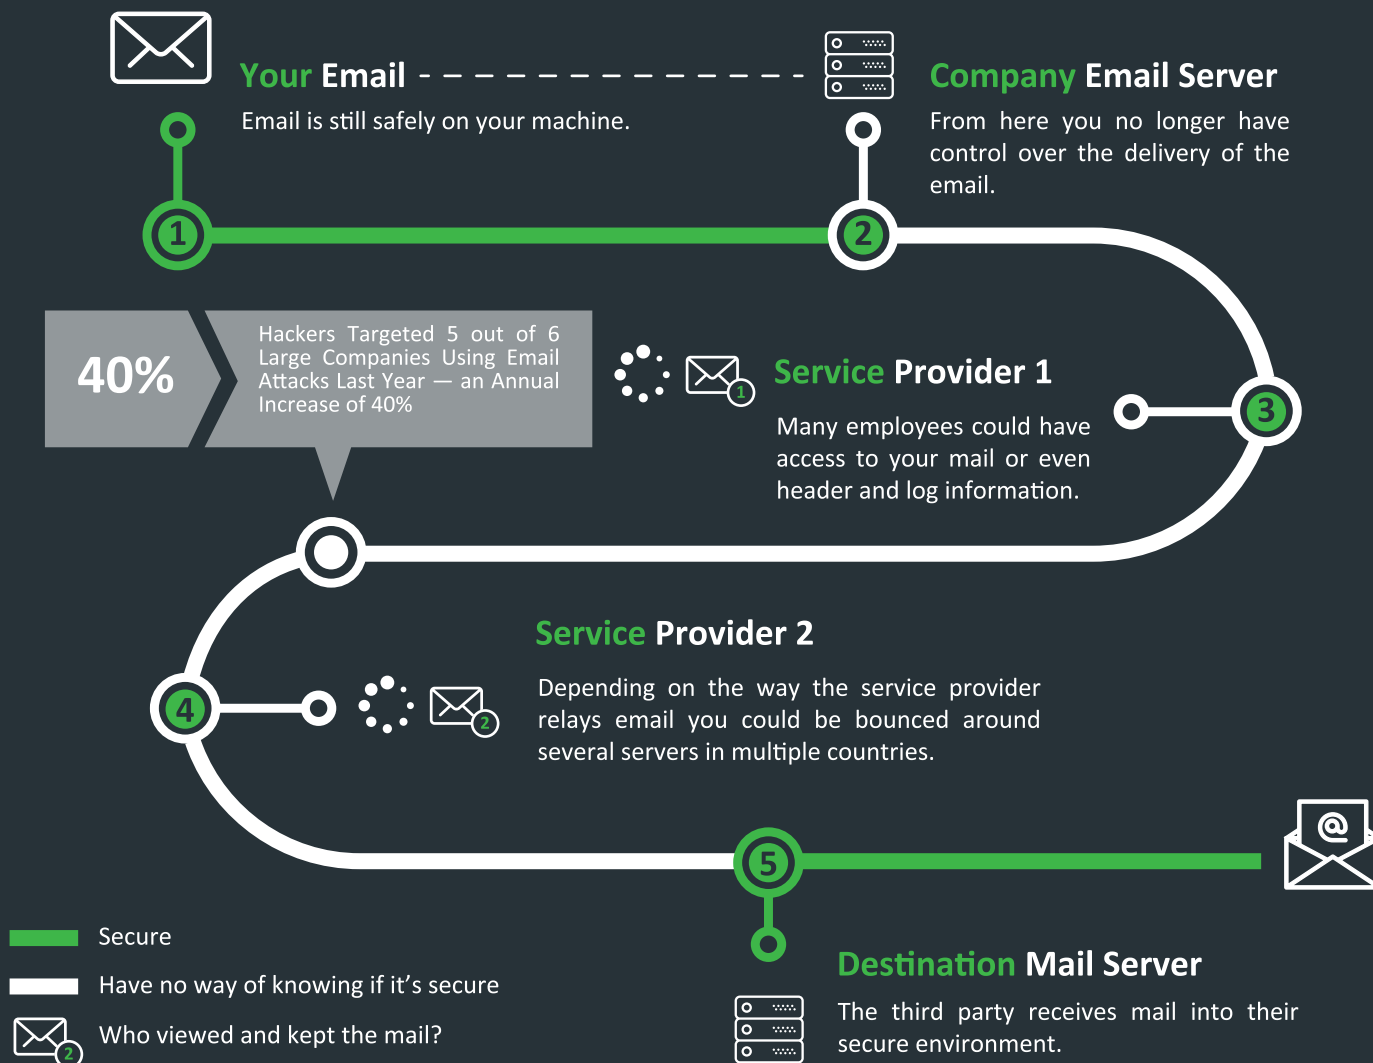 Your Email
Email is still safely on your machine.
Company Email Server
From here you no longer have
control over the delivery of the
email.
1
2
40%
Hackers Targeted 5 out of 6
Large Companies Using Email
Attacks Last Year — an Annual
Increase of 40%
1
Service Provider 1
Many employees could have
access to your mail or even
header and log information.
3
Service Provider 2
Depending on the way the service provider
relays email you could be bounced around
several servers in multiple countries.
4
2
@
5
Destination Mail Server
The third party receives mail into their
secure environment.
Secure
Have no way of knowing if it’s secure
2
Who viewed and kept the mail?